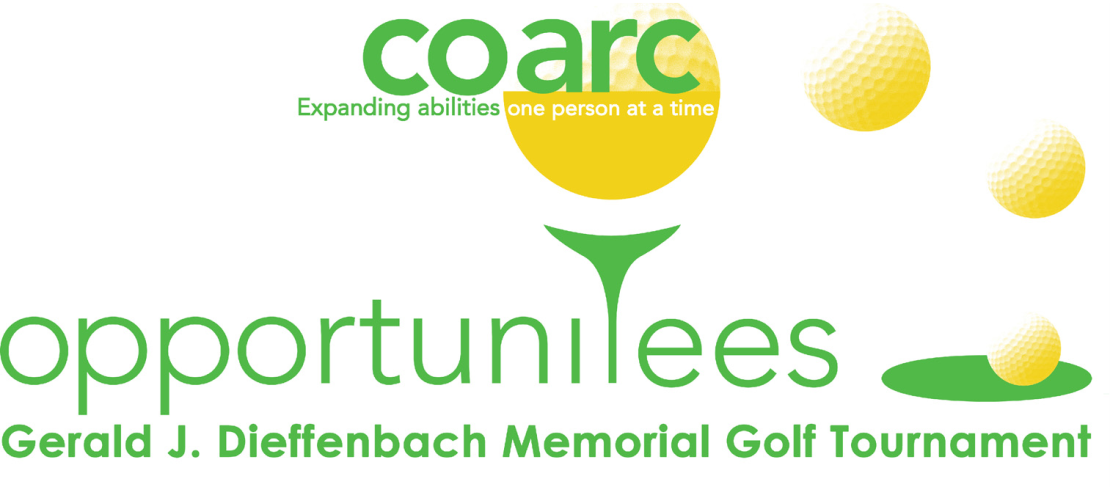 coarc
Expanding abilities one person at a time
opportunitees
Gerald J. Dieffenbach Memorial Golf Tournament